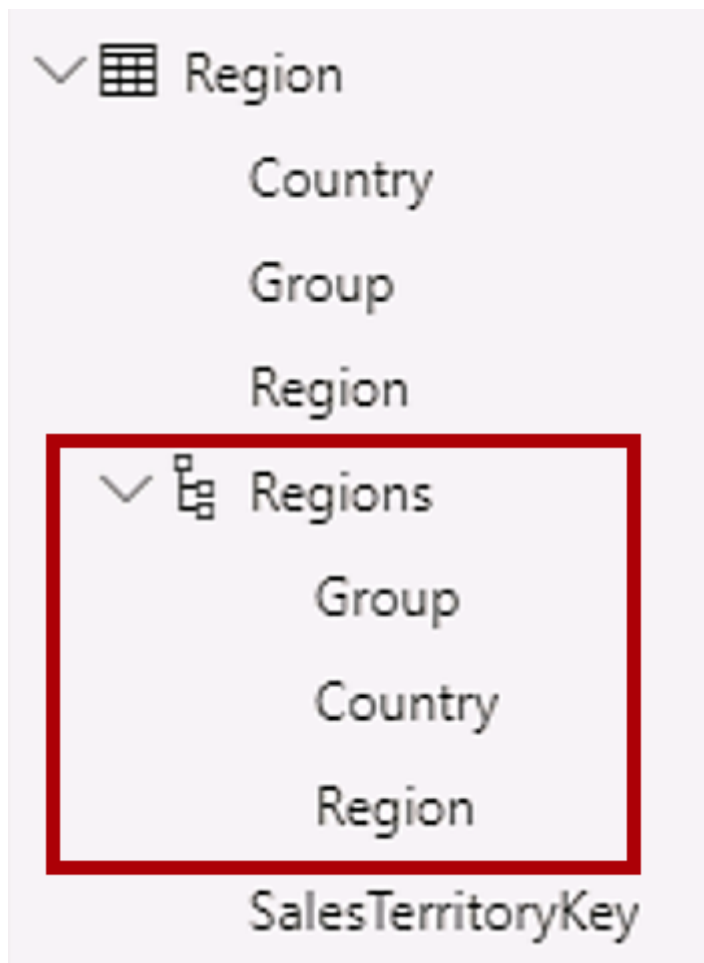 Region
Country
Group
Region
Regions
Group
Country
Region
SalesTerritoryKey